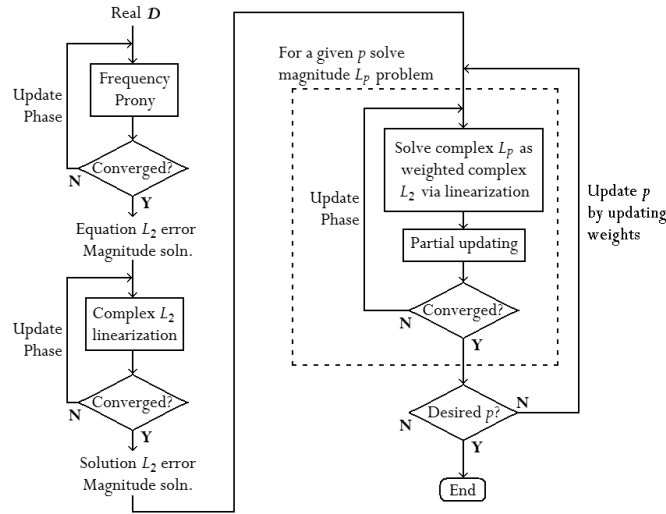 Real 𝒟
Update
Phase
Frequency
Prony
Converged?
N
Y
Equation L₂ error
Magnitude soln.
Update
Phase
Complex L₂
linearization
Converged?
N
Y
Solution L₂ error
Magnitude soln.
For a given p solve
magnitude Lₚ problem
Update
Phase
Solve complex Lₚ as
weighted complex
L₂ via linearization
Partial updating
Converged?
N
Y
Update p
by updating
weights
Desired p?
N
N
Y
End